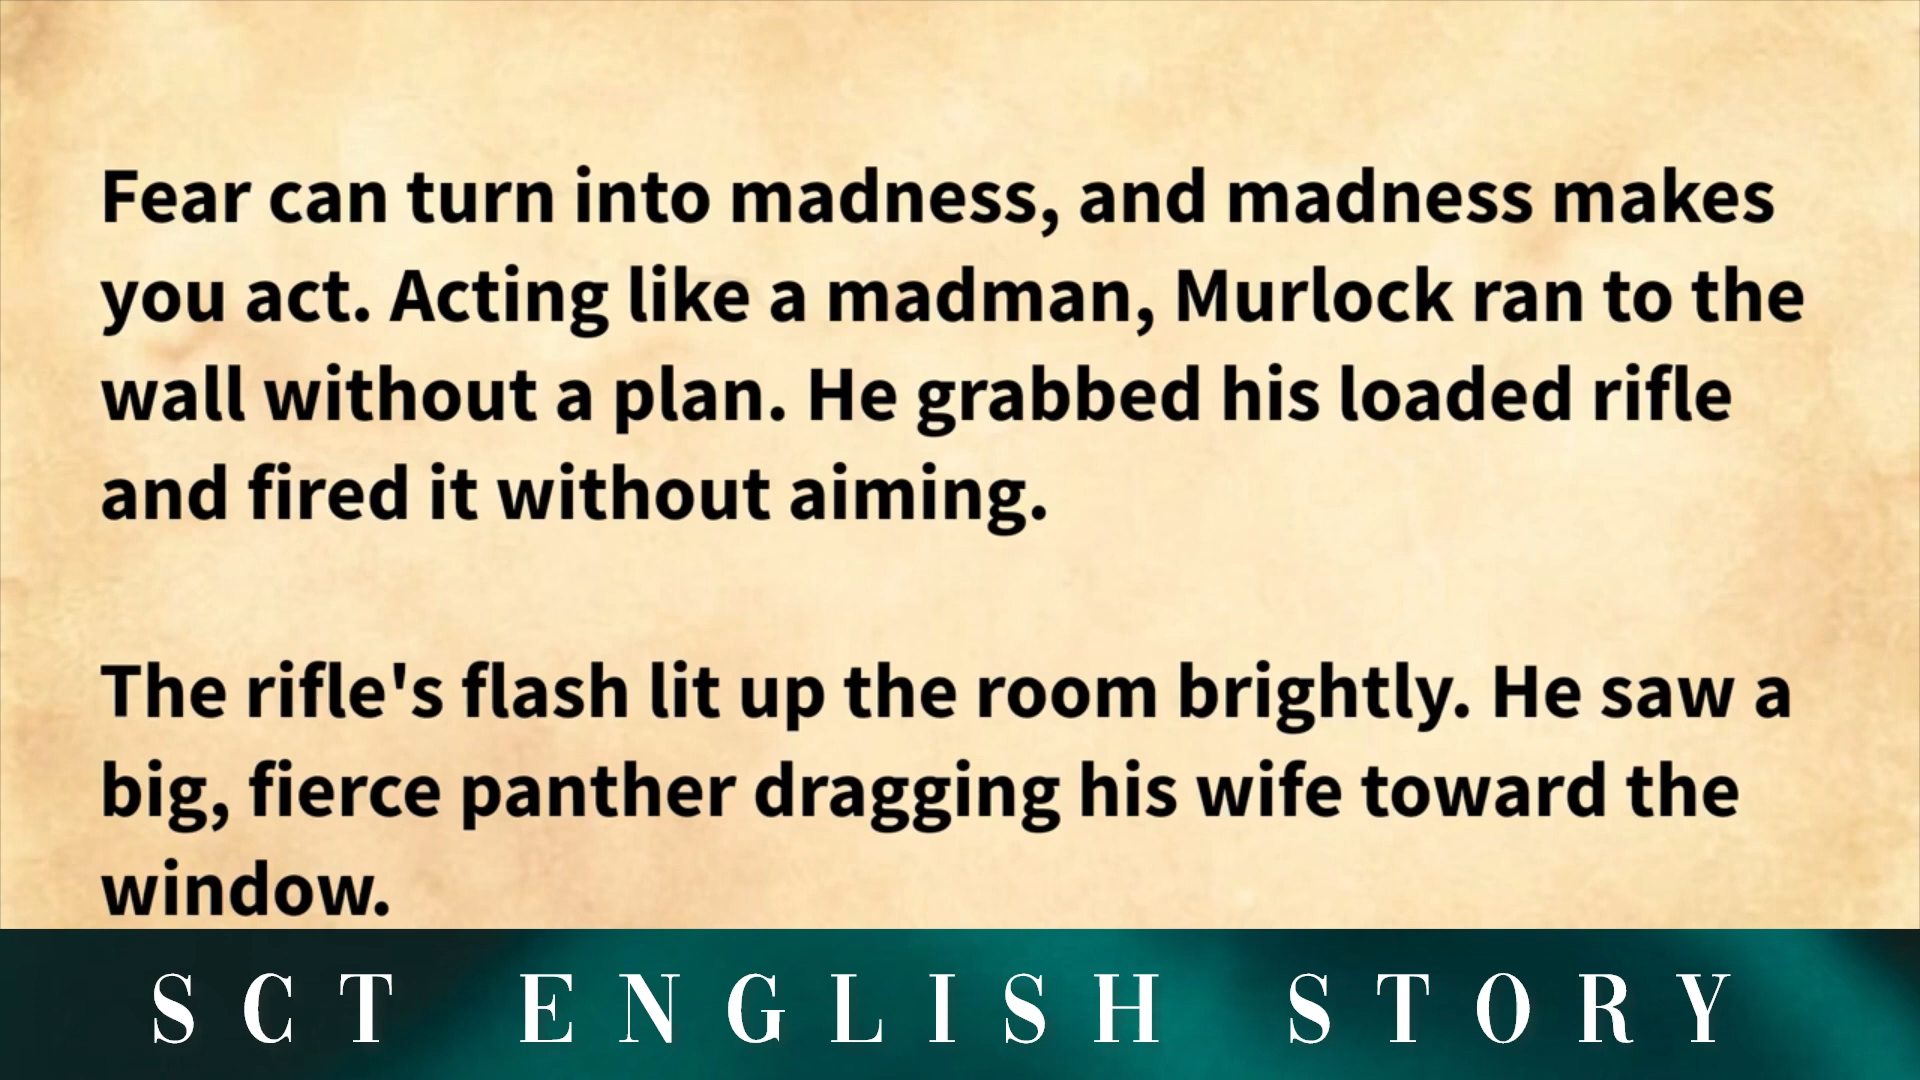 Fear can turn into madness, and madness makes
you act. Acting like a madman, Murlock ran to the
wall without a plan. He grabbed his loaded rifle
and fired it without aiming.
The rifle's flash lit up the room brightly. He saw a
big, fierce panther dragging his wife toward the
window.
SCT ENGLISH STORY